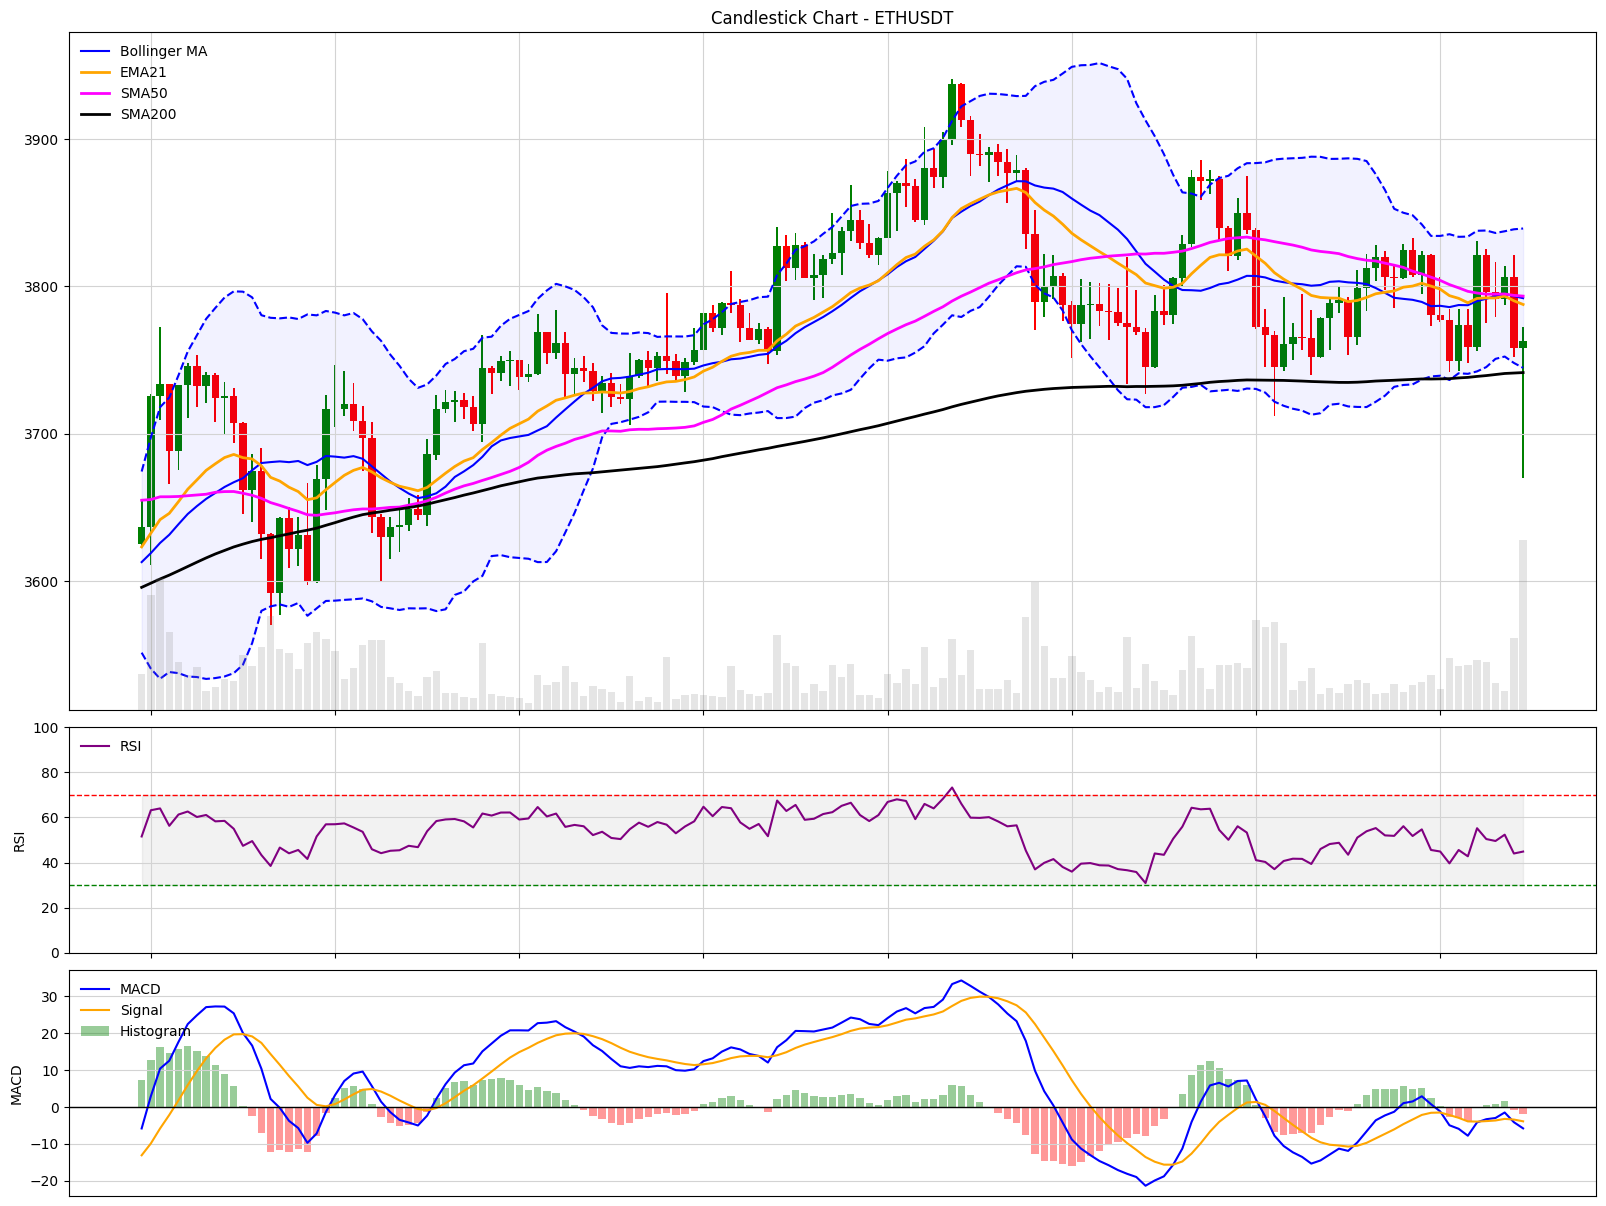 Candlestick Chart - ETHUSDT
Bollinger MA
EMA21
SMA50
SMA200
3900
3800
3700
3600
100
80
60
40
20
0
RSI
RSI
30
20
10
0
−10
−20
MACD
MACD
Signal
Histogram